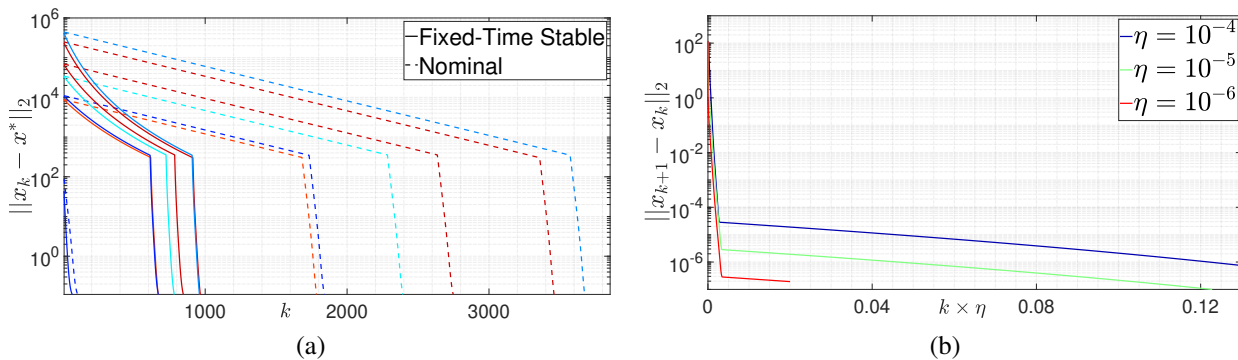 ||x_k − x^*||_2
10^6
10^4
10^2
10^0
Fixed-Time Stable
Nominal
1000
k
2000
3000
(a)
||x_{k+1} − x_k||_2
10^2
10^0
10^-2
10^-4
10^-6
η = 10^-4
η = 10^-5
η = 10^-6
0
0.04
k × η
0.08
0.12
(b)